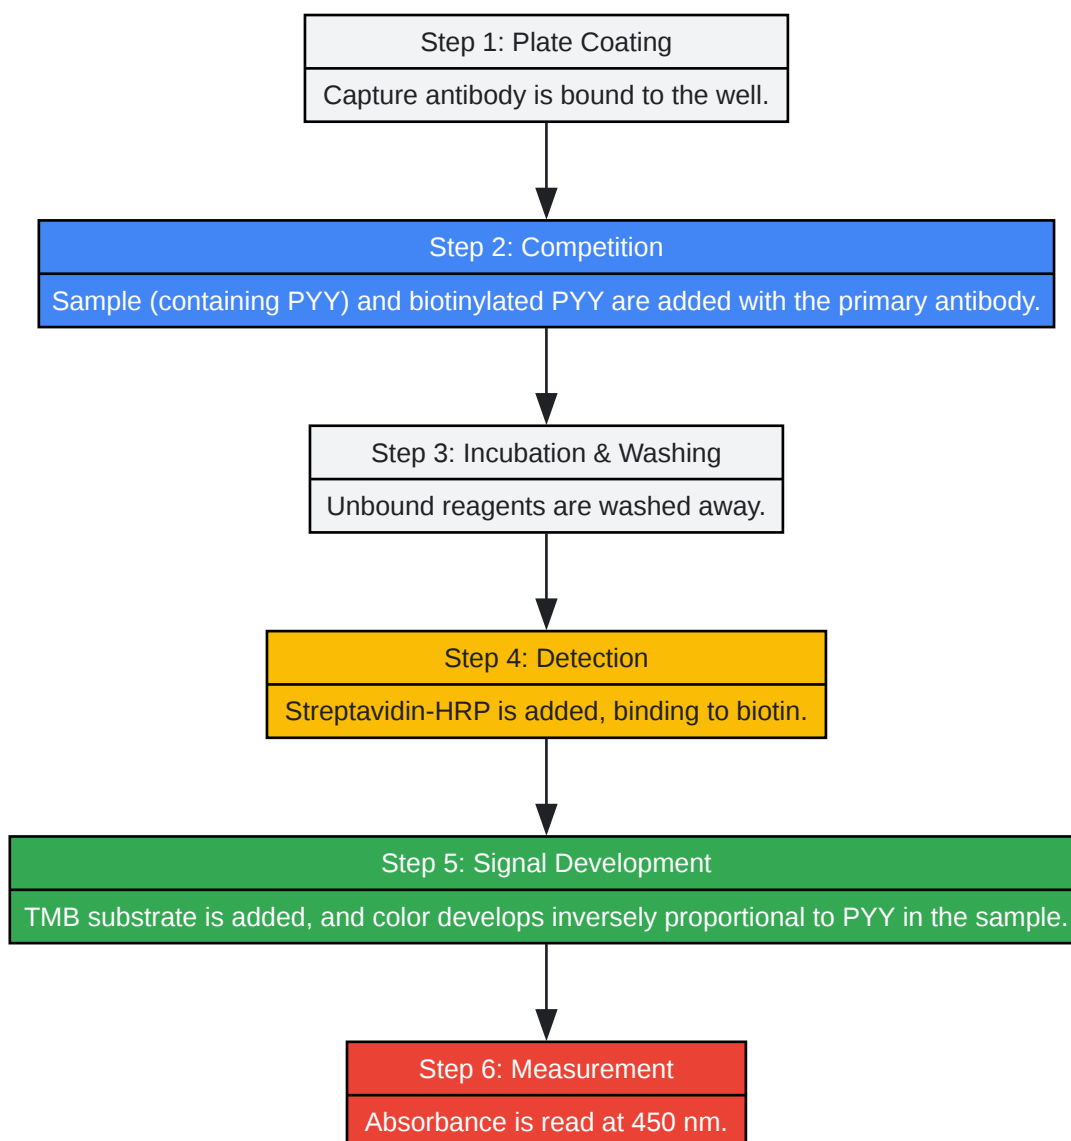 Step 1: Plate Coating
Capture antibody is bound to the well.
Step 2: Competition
Sample (containing PYY) and biotinylated PYY are added with the primary antibody.
Step 3: Incubation & Washing
Unbound reagents are washed away.
Step 4: Detection
Streptavidin-HRP is added, binding to biotin.
Step 5: Signal Development
TMB substrate is added, and color develops inversely proportional to PYY in the sample.
Step 6: Measurement
Absorbance is read at 450 nm.